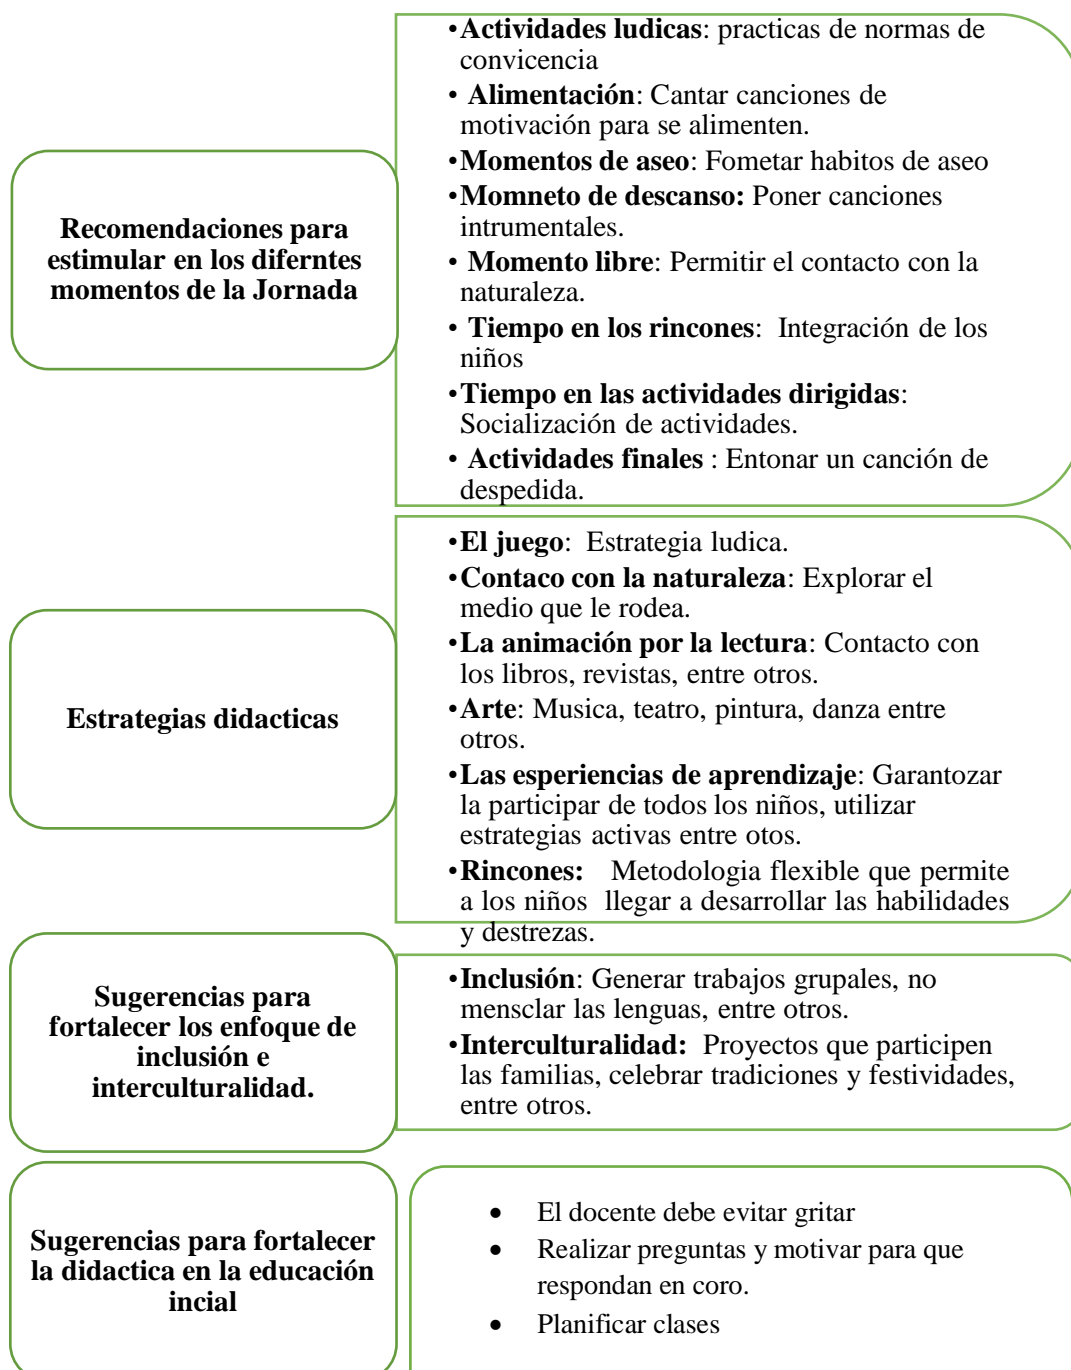 Recomendaciones para
estimular en los diferntes
momentos de la Jornada
•Actividades ludicas: practicas de normas de
convicencia
• Alimentación: Cantar canciones de
motivación para se alimenten.
•Momentos de aseo: Fometar habitos de aseo
•Momneto de descanso: Poner canciones
intrumentales.
• Momento libre: Permitir el contacto con la
naturaleza.
• Tiempo en los rincones: Integración de los
niños
•Tiempo en las actividades dirigidas:
Socialización de actividades.
• Actividades finales : Entonar un canción de
despedida.
Estrategias didacticas
•El juego: Estrategia ludica.
•Contaco con la naturaleza: Explorar el
medio que le rodea.
•La animación por la lectura: Contacto con
los libros, revistas, entre otros.
•Arte: Musica, teatro, pintura, danza entre
otros.
•Las esperiencias de aprendizaje: Garantozar
la participar de todos los niños, utilizar
estrategias activas entre otos.
•Rincones: Metodologia flexible que permite
a los niños llegar a desarrollar las habilidades
y destrezas.
Sugerencias para
fortalecer los enfoque de
inclusión e
interculturalidad.
•Inclusión: Generar trabajos grupales, no
mensclar las lenguas, entre otros.
•Interculturalidad: Proyectos que participen
las familias, celebrar tradiciones y festividades,
entre otros.
Sugerencias para fortalecer
la didactica en la educación
incial
• El docente debe evitar gritar
• Realizar preguntas y motivar para que
respondan en coro.
• Planificar clases